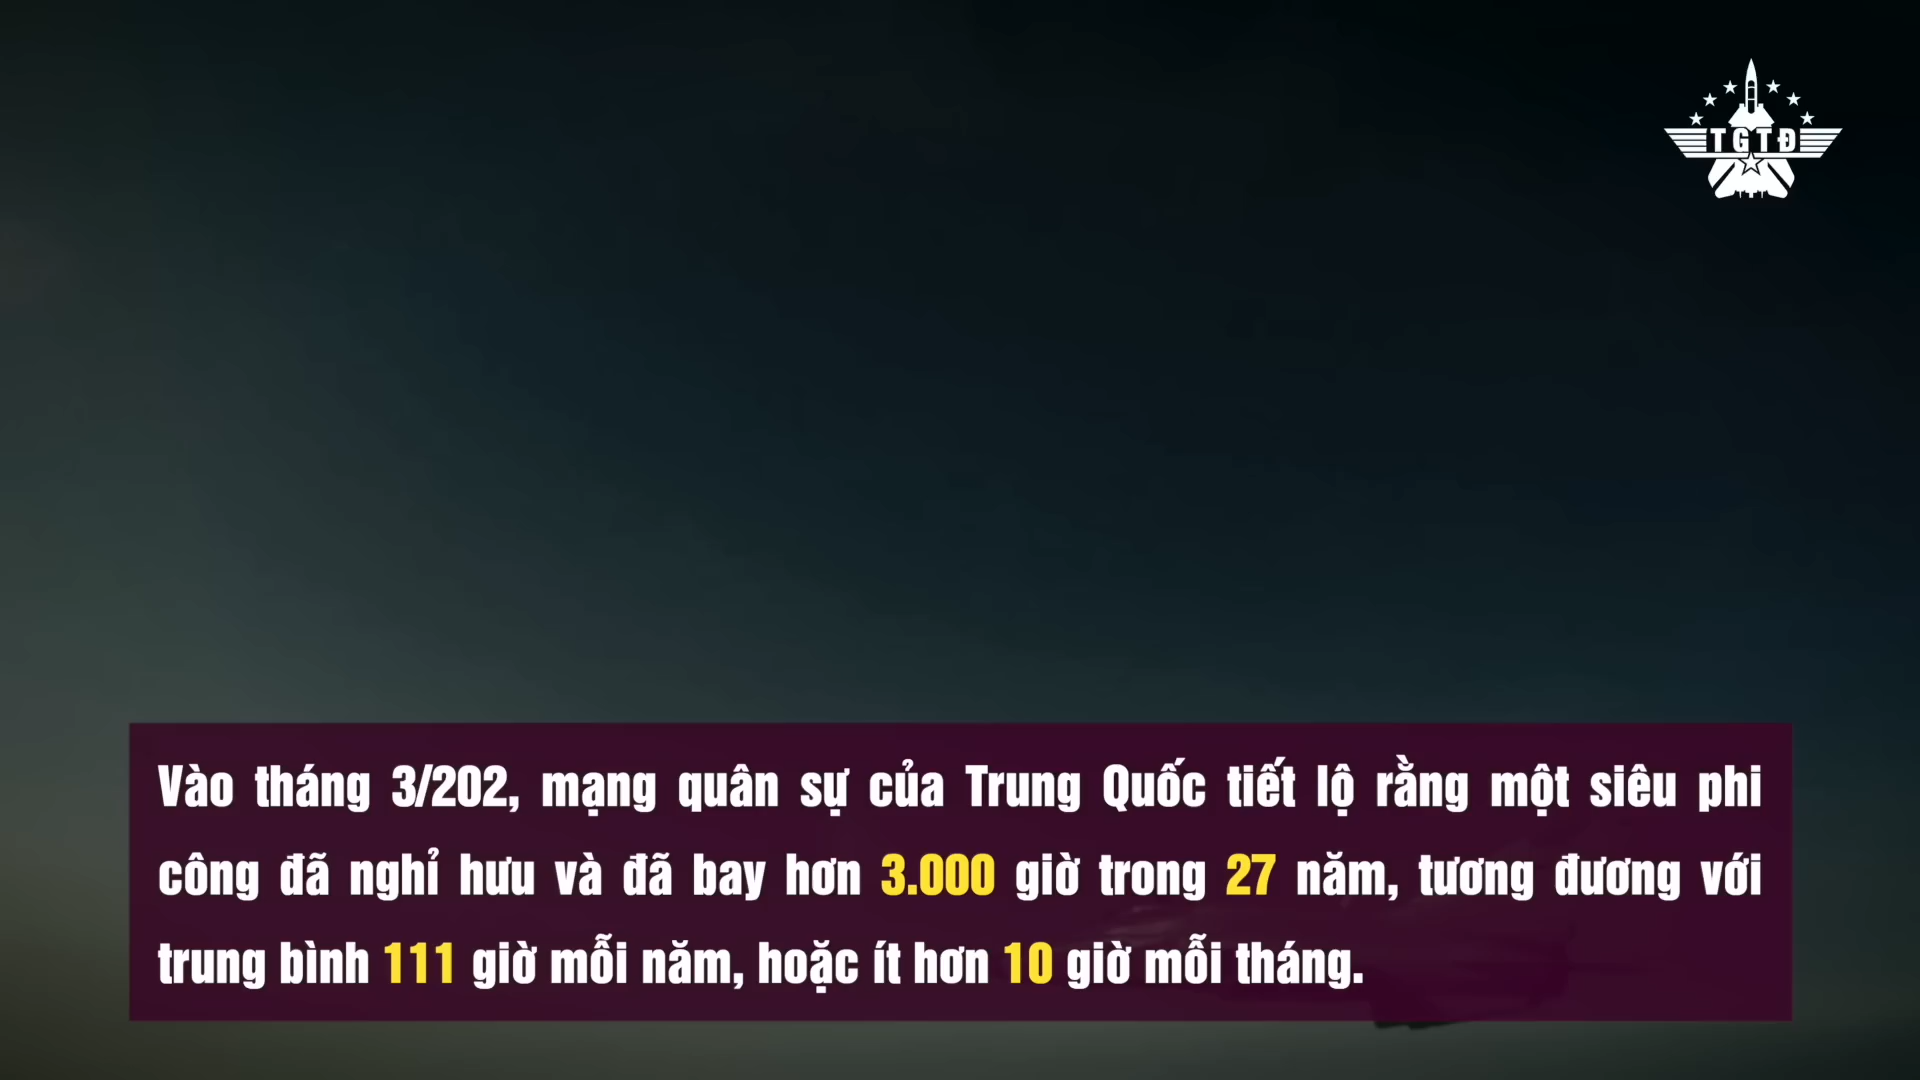 TGTĐ
Vào tháng 3/202, mạng quân sự của Trung Quốc tiết lộ rằng một siêu phi
công đã nghỉ hưu và đã bay hơn 3.000 giờ trong 27 năm, tương đương với
trung bình 111 giờ mỗi năm, hoặc ít hơn 10 giờ mỗi tháng.